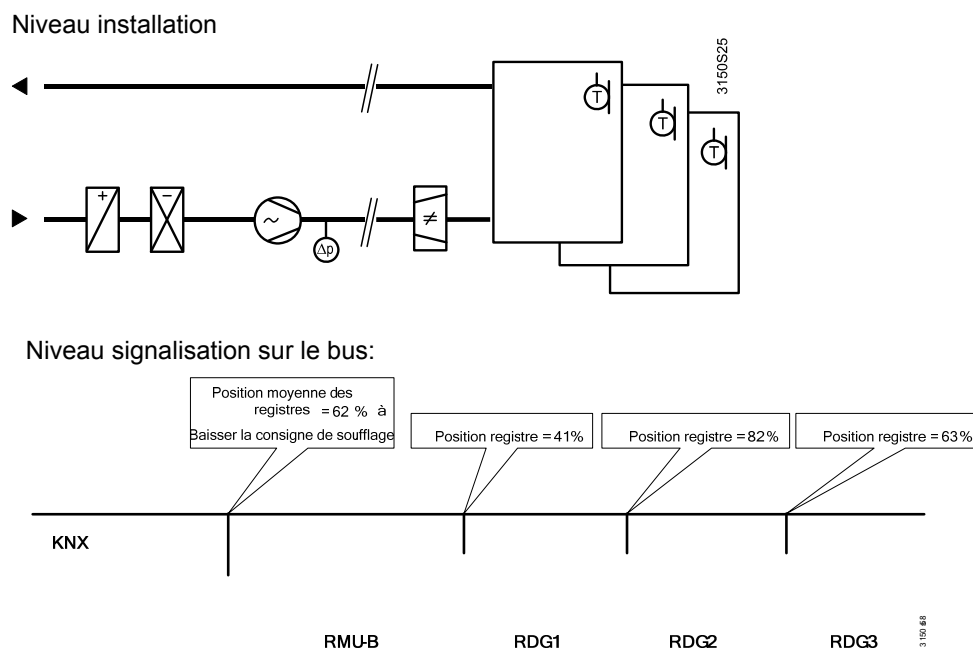 Niveau installation
3150S25
T
T
T
+
−
~
Δp
≠
Niveau signalisation sur le bus:
Position moyenne des
registres = 62 % à
Baisser la consigne de soufflage
Position registre = 41%
Position registre = 82%
Position registre = 63%
KNX
RMU-B
RDG1
RDG2
RDG3